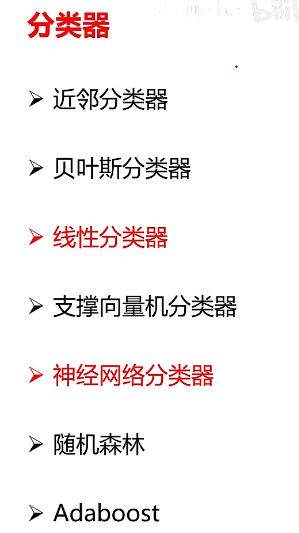 分类器
➢ 近邻分类器
➢ 贝叶斯分类器
➢ 线性分类器
➢ 支撑向量机分类器
➢ 神经网络分类器
➢ 随机森林
➢ Adaboost